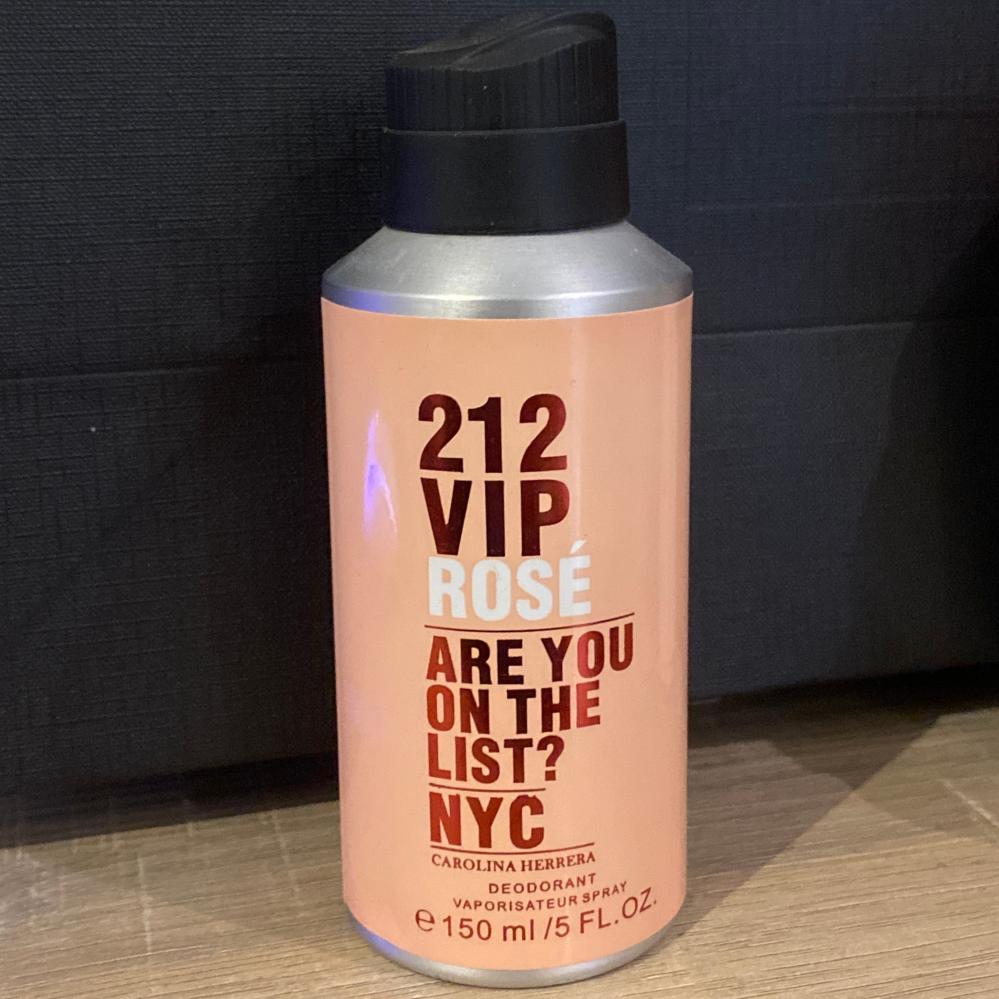 212
VIP
ROSÉ
ARE YOU
ON THE
LIST?
NYC
CAROLINA HERRERA
DEODORANT
VAPORISATEUR SPRAY
℮ 150 ml /5 FL.OZ.